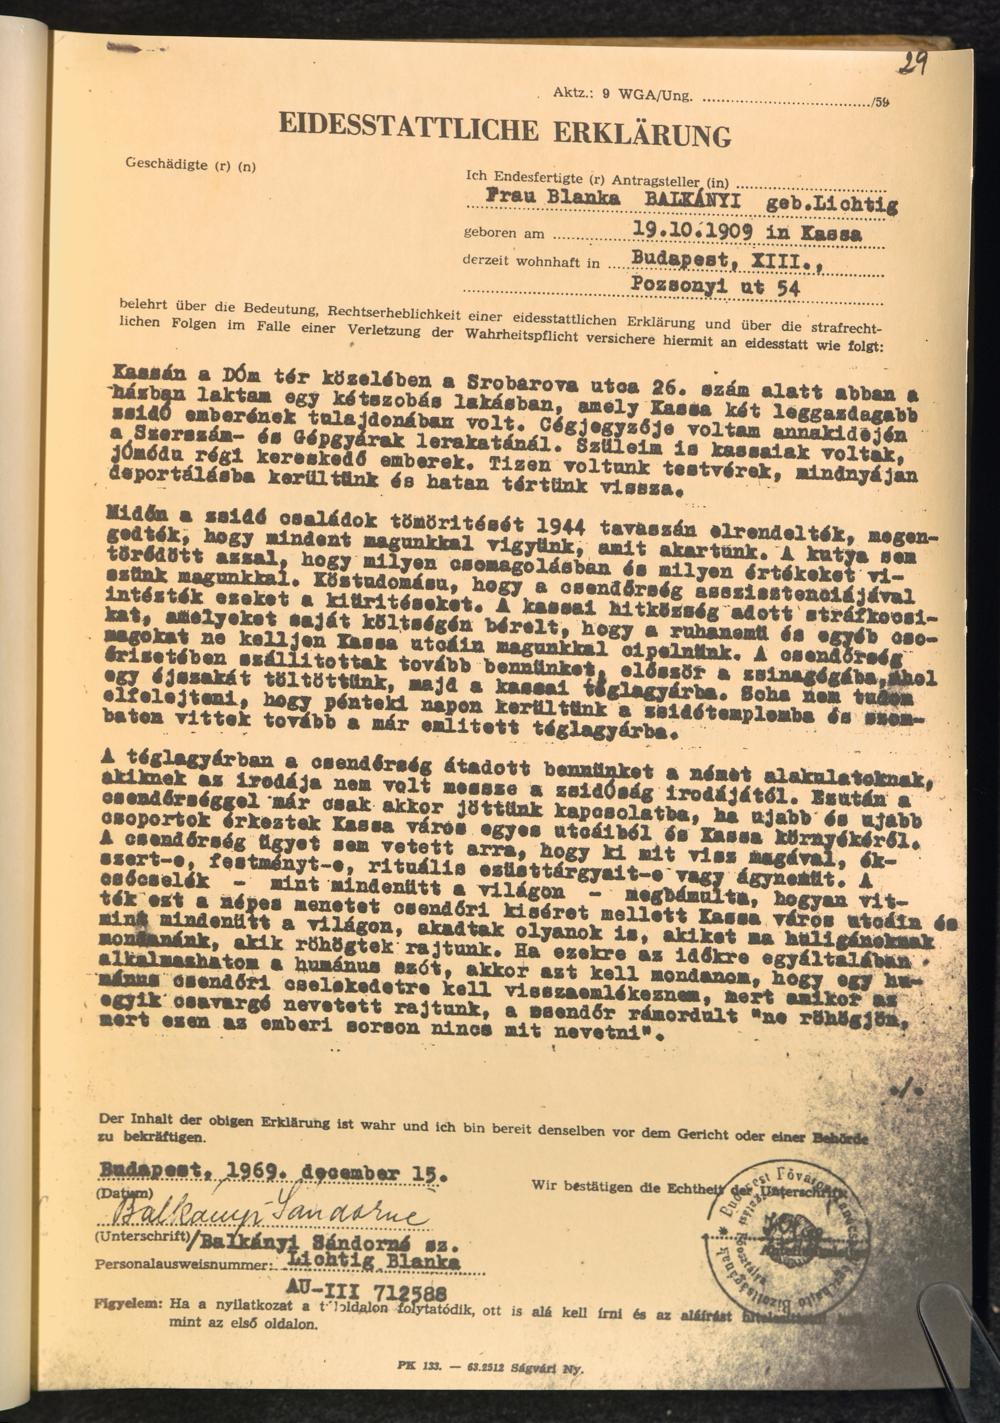 29
Aktz.: 9 WGA/Ung. ............................../59
EIDESSTATTLICHE ERKLÄRUNG
Geschädigte (r) (n)
Ich Endesfertigte (r) Antragsteller (in) ..............................
Frau Blanka BALKÁNYI geb.Lichtig
geboren am .............. 19.10.1909 in Kassa
derzeit wohnhaft in .... Budapest, XIII.,
Pozsonyi ut 54
belehrt über die Bedeutung, Rechtserheblichkeit einer eidesstattlichen Erklärung und über die strafrecht-
lichen Folgen im Falle einer Verletzung der Wahrheitspflicht versichere hiermit an eidesstatt wie folgt:
Kassán a DÓm tér közelében a Srobarova utca 26. szám alatt abban a
házban laktam egy kétszobás lakásban, amely Kassa két leggazdagabb
zsidó emberének tulajdonában volt. Cégjegyzője voltam annakidején
a Szerszám- és Gépgyárak lerakatánál. Szüleim is kassaiak voltak,
jómódu régi kereskedő emberek. Tizen voltunk testvérek, mindnyájan
deportálásba kerültünk és hatan tértünk vissza.
Midőn a zsidó családok tömöritését 1944 tavaszán elrendelték, megen-
gedték, hogy mindent magunkkal vigyünk, amit akartunk. A kutya sem
törődött azzal, hogy milyen csomagolásban és milyen értékeket vi-
szünk magunkkal. Köztudomásu, hogy a csendőrség asszisztenciájával
intézték ezeket a kiüritéseket. A kassai hitközség adott stráfkocsi-
kat, amelyeket saját költségén bérelt, hogy a ruhanemü és egyéb cso-
magokat ne kelljen Kassa utcáin magunkkal cipelnünk. A csendőrség
őrizetében szállitottak tovább bennünket, először a zsinagógába,ahol
egy éjszakát töltöttünk, majd a kassai téglagyárba. Soha nem tudom
elfelejteni, hogy pénteki napon kerültünk a zsidótemplomba és szom-
baton vittek tovább a már emlitett téglagyárba.
A téglagyárban a csendőrség átadott bennünket a német alakulatoknak,
akiknek az irodája nem volt messze a zsidóság irodájától. Ezután a
csendőrséggel már csak akkor jöttünk kapcsolatba, ha ujabb és ujabb
csoportok érkeztek Kassa város egyes utcáiból és Kassa környékéről.
A csendőrség ügyet sem vetett arra, hogy ki mit visz magával, ék-
szert-e, festményt-e, rituális ezüsttárgyait-e vagy ágynemüt. A
csőcselék - mint mindenütt a világon - megbámulta, hogyan vit-
ték ezt a népes menetet csendőri kiséret mellett Kassa város utcáin és
mint mindenütt a világon, akadtak olyanok is, akiket ma huligánoknak
mondanánk, akik röhögtek rajtunk. Ha ezekre az időkre egyáltalában
alkalmazhatom a humánus szót, akkor azt kell mondanom, hogy egy hu-
mánus csendőri cselekedetre kell visszaemlékeznem, mert amikor az
egyik csavargó nevetett rajtunk, a csendőr rámordult "ne röhögjön,
mert ezen az emberi sorson nincs mit nevetni".
./.
Der Inhalt der obigen Erklärung ist wahr und ich bin bereit denselben vor dem Gericht oder einer Behörde
zu bekräftigen.
Budapest, 1969. december 15.
(Datum)
Wir bestätigen die Echtheit der Unterschrift:
Balkányi Sándorné
(Unterschrift)/Balkányi Sándorné sz.
Personalausweisnummer: Lichtig Blanka
AU-III 712588
Figyelem: Ha a nyilatkozat a túloldalon folytatódik, ott is alá kell írni és az aláírást
mint az első oldalon.
PK 133. — 63.2512 Ságvári Ny.